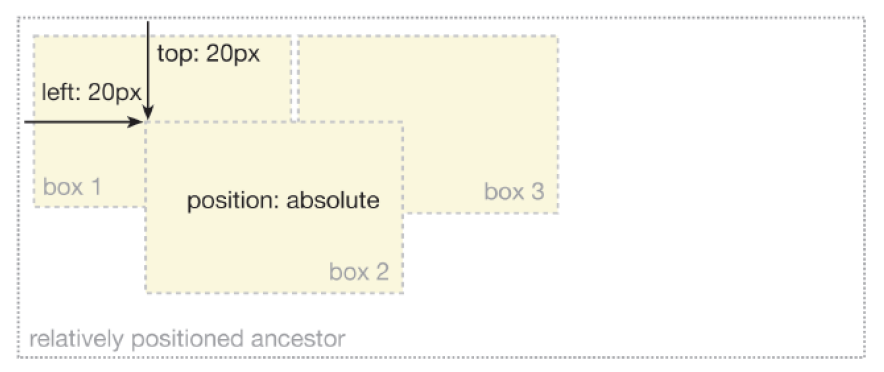 top: 20px
left: 20px
box 1
position: absolute
box 3
box 2
relatively positioned ancestor